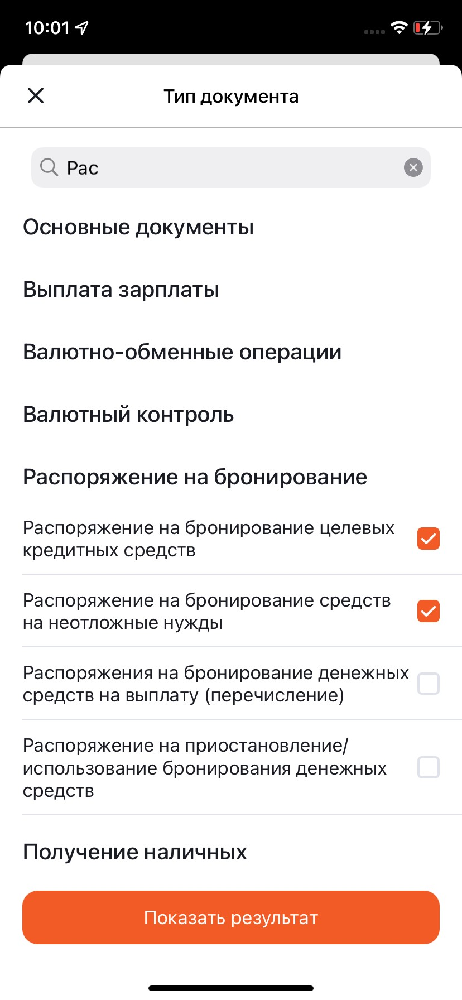 10:01
Тип документа
Рас
Основные документы
Выплата зарплаты
Валютно-обменные операции
Валютный контроль
Распоряжение на бронирование
Распоряжение на бронирование целевых
кредитных средств
Распоряжение на бронирование средств
на неотложные нужды
Распоряжения на бронирование денежных
средств на выплату (перечисление)
Распоряжение на приостановление/
использование бронирования денежных
средств
Получение наличных
Показать результат